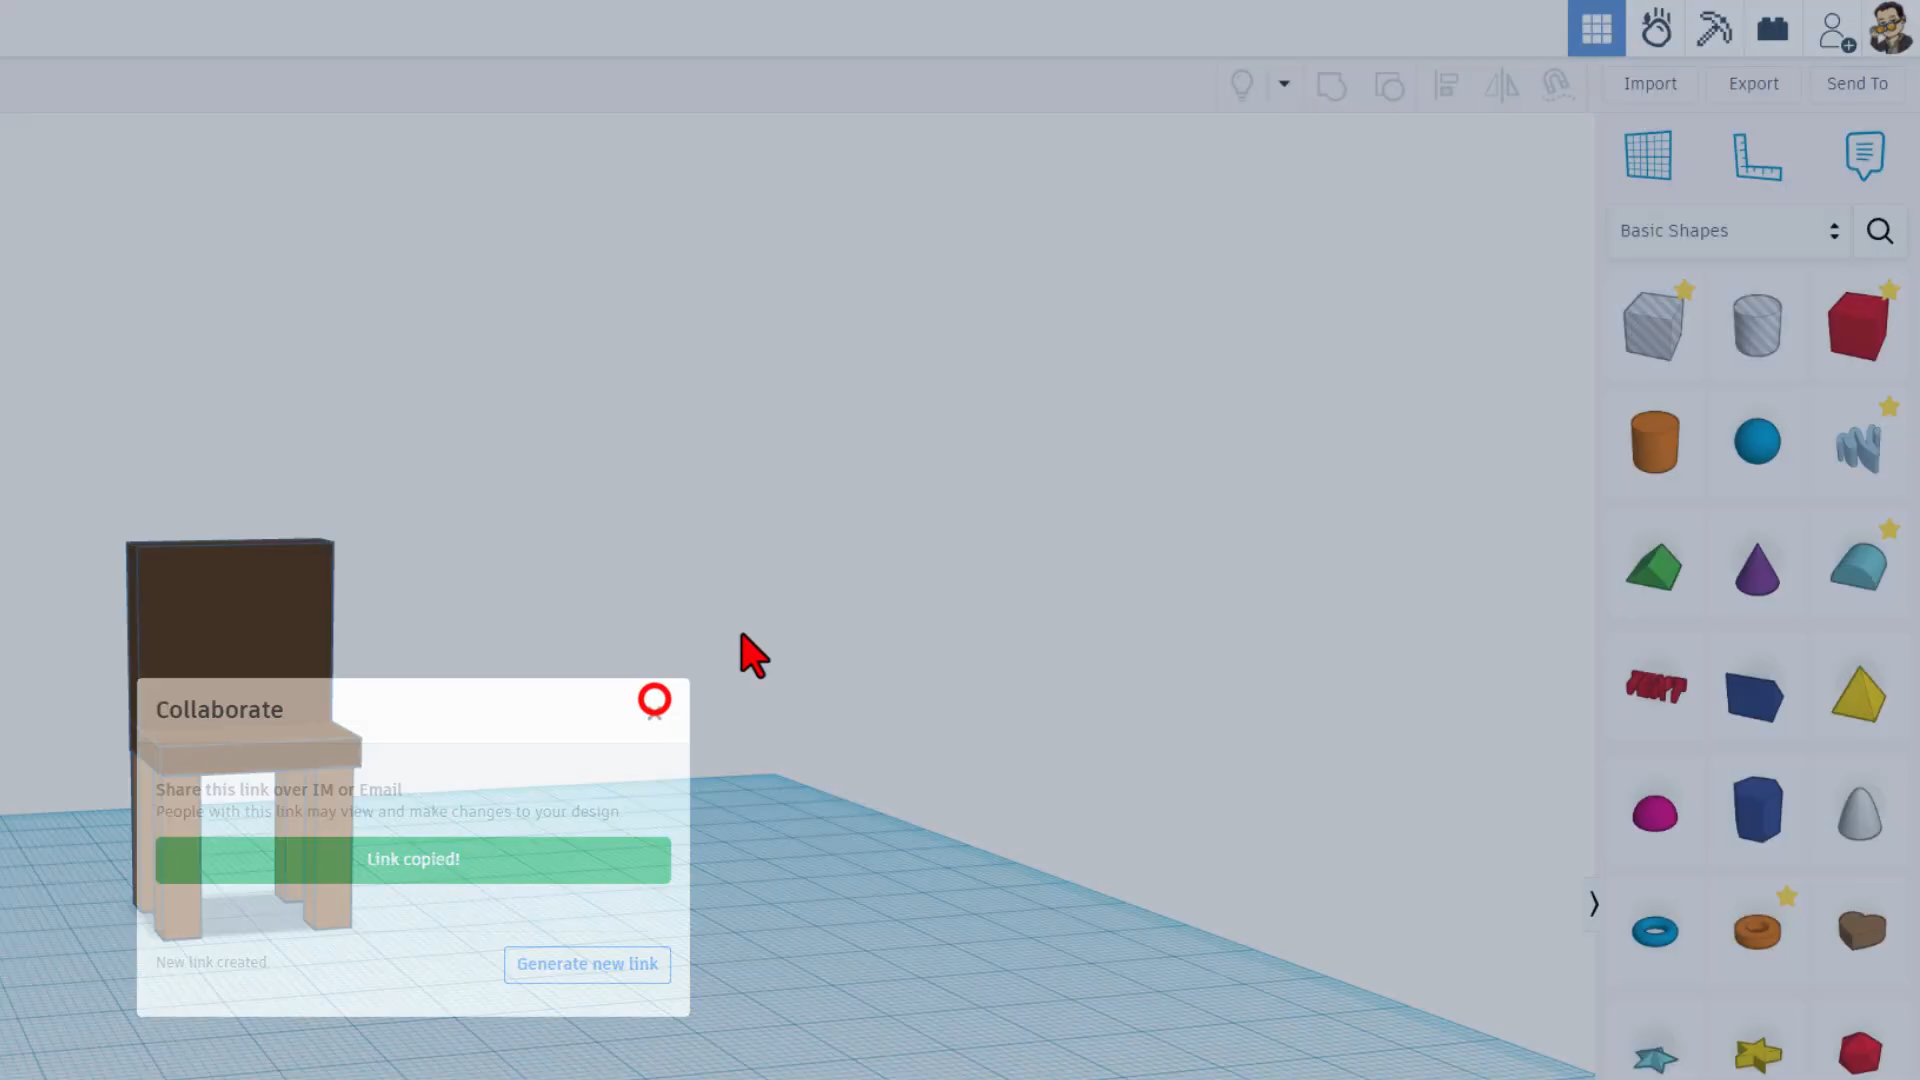 Import
Export
Send To
Basic Shapes
Collaborate
Share this link over IM or Email
People with this link may view and make changes to your design.
Link copied!
New link created.
Generate new link
TEXT